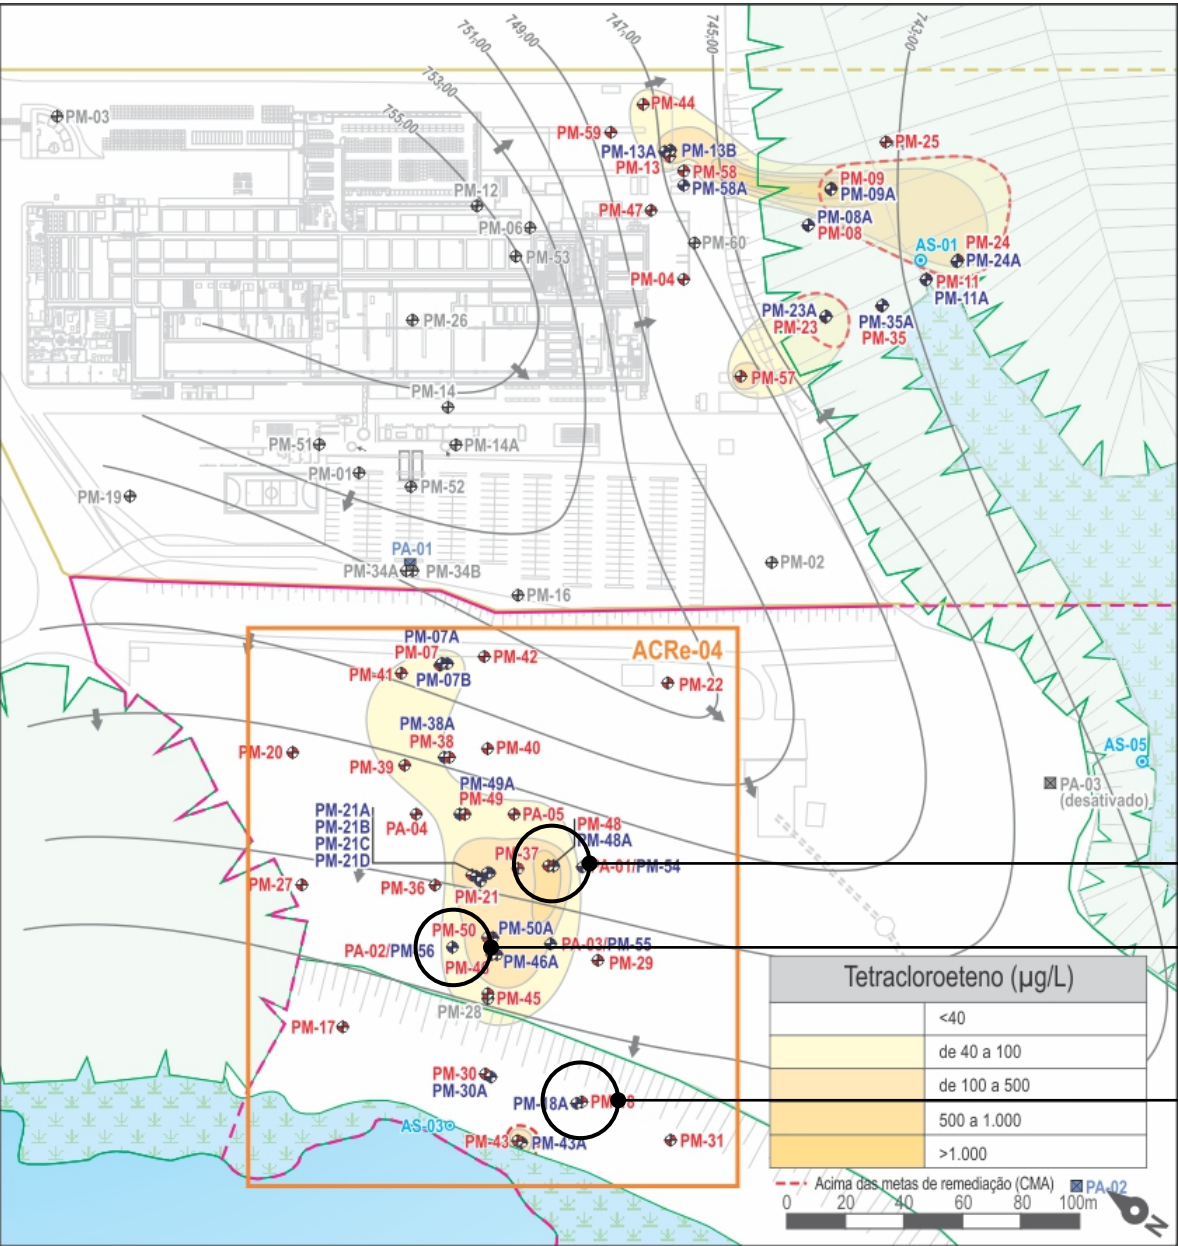 751,00
749,00
747,00
745,00
743,00
753,00
755,00
PM-03
PM-44
PM-59
PM-13A
PM-13B
PM-13
PM-58
PM-58A
PM-25
PM-09
PM-09A
PM-12
PM-47
PM-08A
PM-08
PM-06
PM-60
PM-53
AS-01
PM-24
PM-24A
PM-04
PM-11
PM-11A
PM-26
PM-23A
PM-23
PM-35A
PM-35
PM-57
PM-14
PM-51
PM-14A
PM-01
PM-52
PM-19
PA-01
PM-34A
PM-34B
PM-02
PM-16
ACRe-04
PM-07A
PM-07
PM-07B
PM-42
PM-41
PM-22
PM-38A
PM-38
PM-40
PM-20
PM-39
AS-05
PM-49A
PM-49
PA-03
(desativado)
PM-21A
PM-21B
PM-21C
PM-21D
PA-04
PA-05
PM-48
PM-48A
PM-37
PA-01/PM-54
PM-27
PM-36
PM-21
PM-50
PM-50A
PA-02/PM-56
PA-03/PM-55
PM-46A
PM-29
PM-45
PM-28
PM-17
PM-30
PM-30A
PM-18A
AS-03
PM-43
PM-43A
PM-31
Tetracloroeteno (µg/L)
<40
de 40 a 100
de 100 a 500
500 a 1.000
>1.000
Acima das metas de remediação (CMA)
PA-02
0 20 40 60 80 100m
N